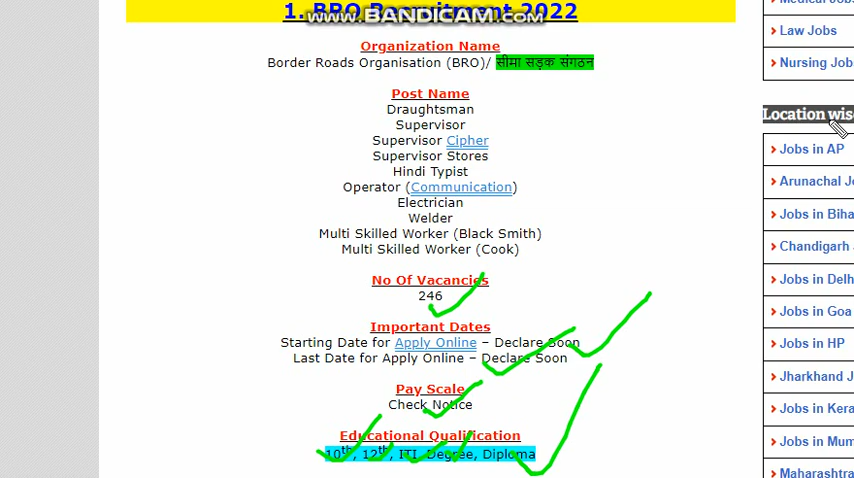 1. BRO Recruitment 2022
www.BANDICAM.com
Organization Name
Border Roads Organisation (BRO)/ सीमा सड़क संगठन
Post Name
Draughtsman
Supervisor
Supervisor Cipher
Supervisor Stores
Hindi Typist
Operator (Communication)
Electrician
Welder
Multi Skilled Worker (Black Smith)
Multi Skilled Worker (Cook)
No Of Vacancies
246
Important Dates
Starting Date for Apply Online – Declare Soon
Last Date for Apply Online – Declare Soon
Pay Scale
Check Notice
Educational Qualification
10th, 12th, ITI, Degree, Diploma
Law Jobs
Nursing Job
Location wis
Jobs in AP
Arunachal J
Jobs in Biha
Chandigarh
Jobs in Delh
Jobs in Goa
Jobs in HP
Jharkhand J
Jobs in Kera
Jobs in Mum
Maharashtra